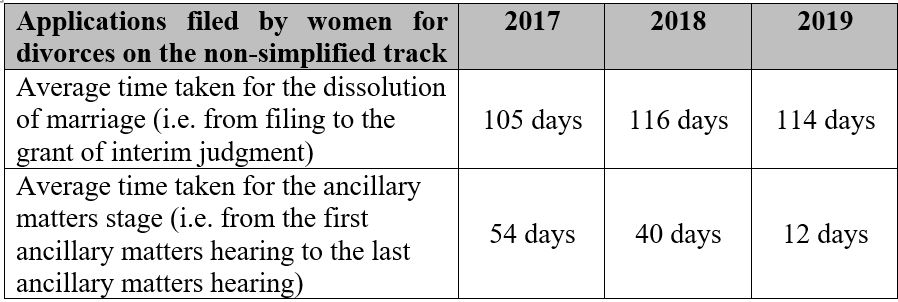 Applications filed by women for
divorces on the non-simplified track
2017
2018
2019
Average time taken for the dissolution
of marriage (i.e. from filing to the
grant of interim judgment)
105 days
116 days
114 days
Average time taken for the ancillary
matters stage (i.e. from the first
ancillary matters hearing to the last
ancillary matters hearing)
54 days
40 days
12 days